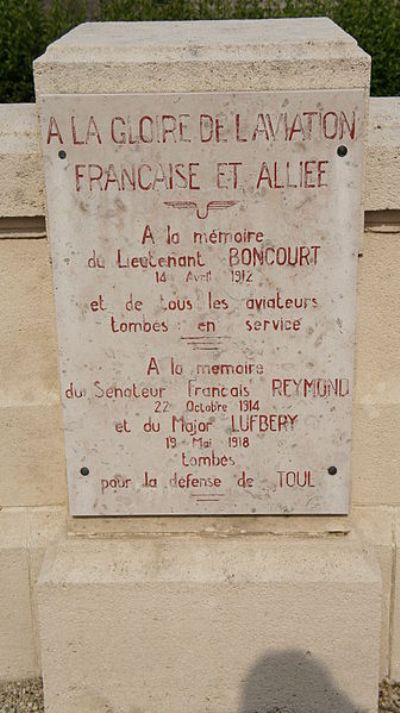 A LA GLOIRE DE L'AVIATION
FRANCAISE ET ALLIEE
A la mémoire
du Lieutenant BONCOURT
14 Avril 1912
et de tous les aviateurs
tombes en service
A la memoire
du Senateur Francais REYMOND
22 Octobre 1914
et du Major LUFBERY
19 Mai 1918
tombes
pour la defense de TOUL